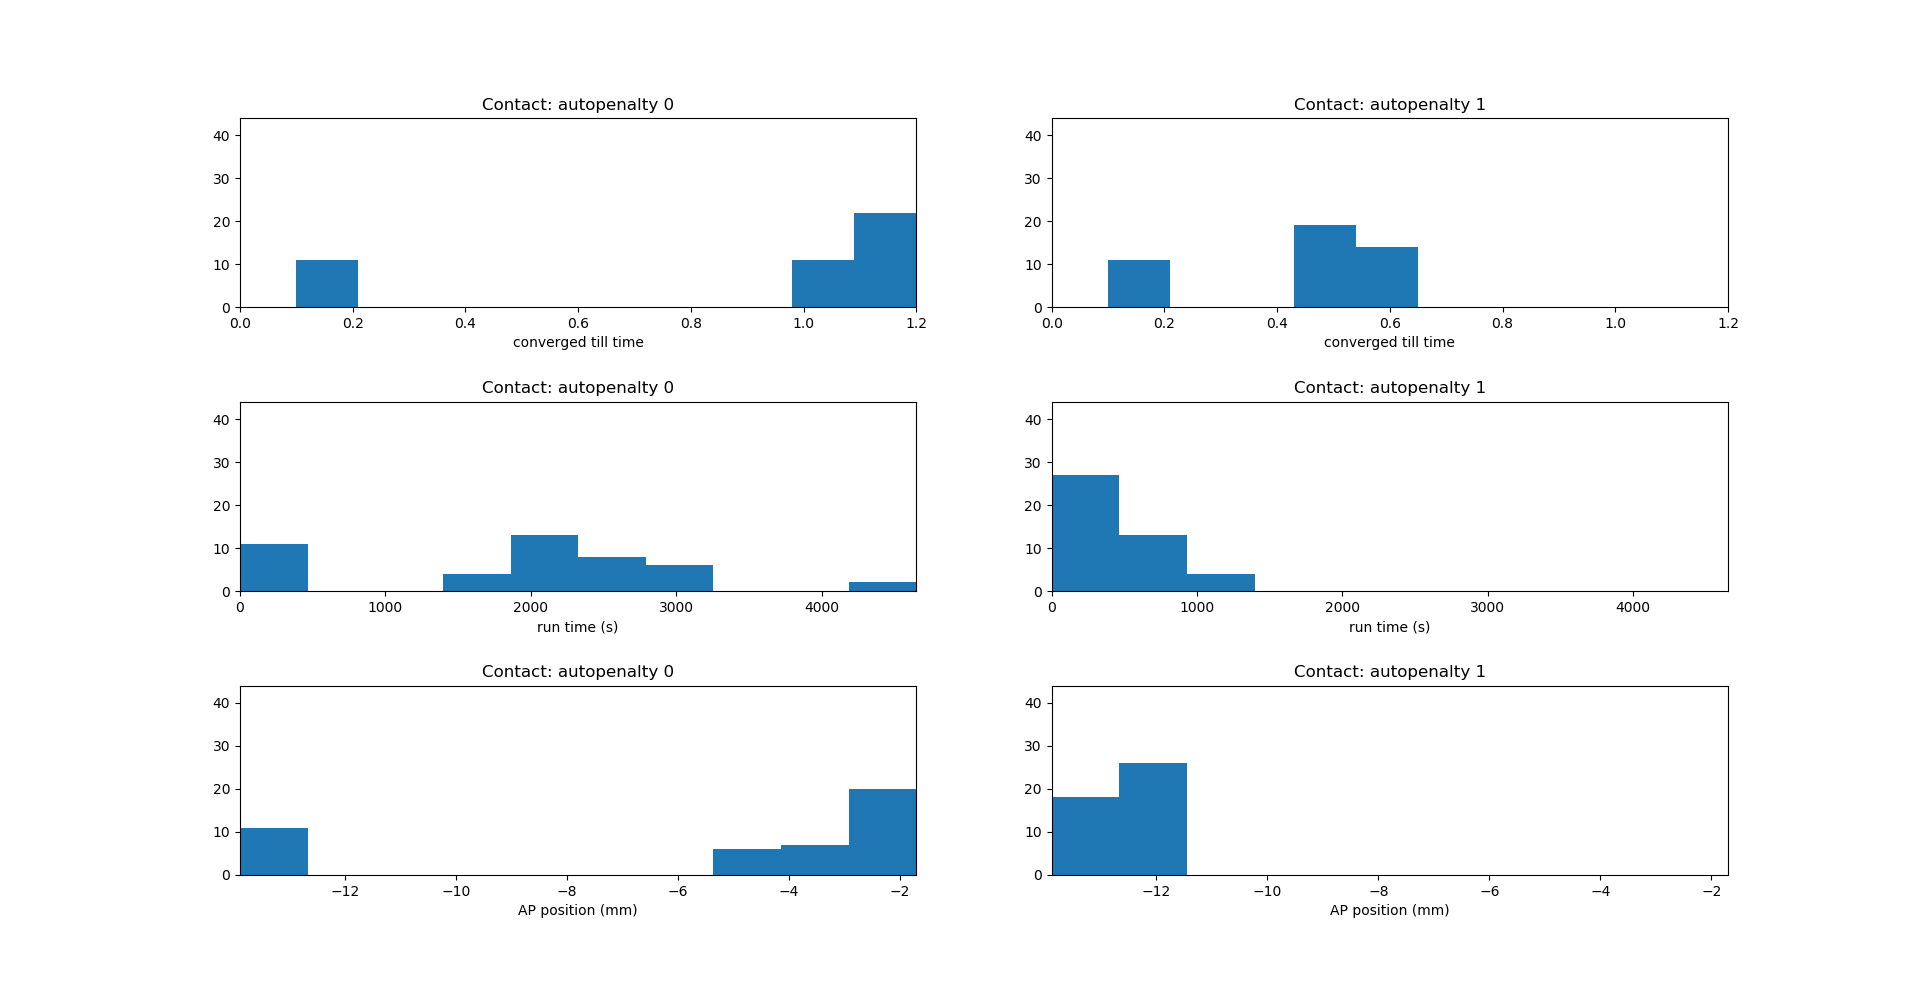 Contact: autopenalty 0
40
30
20
10
0
0.0 0.2 0.4 0.6 0.8 1.0 1.2
converged till time
Contact: autopenalty 1
40
30
20
10
0
0.0 0.2 0.4 0.6 0.8 1.0 1.2
converged till time
Contact: autopenalty 0
40
30
20
10
0
0 1000 2000 3000 4000
run time (s)
Contact: autopenalty 1
40
30
20
10
0
0 1000 2000 3000 4000
run time (s)
Contact: autopenalty 0
40
30
20
10
0
−12 −10 −8 −6 −4 −2
AP position (mm)
Contact: autopenalty 1
40
30
20
10
0
−12 −10 −8 −6 −4 −2
AP position (mm)